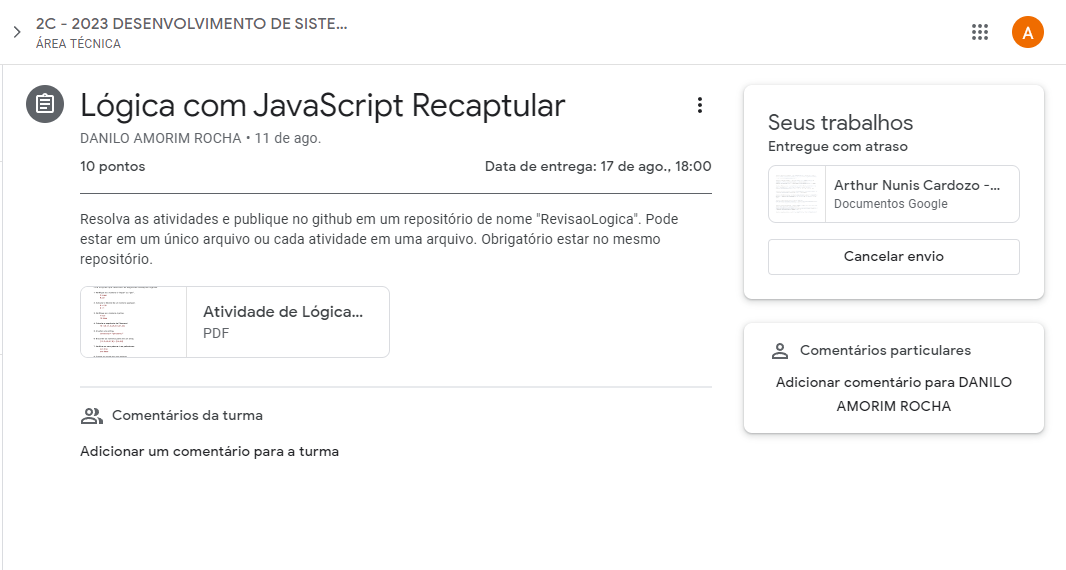 2C - 2023 DESENVOLVIMENTO DE SISTE...
ÁREA TÉCNICA
A
Lógica com JavaScript Recaptular
DANILO AMORIM ROCHA • 11 de ago.
10 pontos
Data de entrega: 17 de ago., 18:00
Resolva as atividades e publique no github em um repositório de nome "RevisaoLogica". Pode
estar em um único arquivo ou cada atividade em uma arquivo. Obrigatório estar no mesmo
repositório.
Atividade de Lógica...
PDF
Comentários da turma
Adicionar um comentário para a turma
Seus trabalhos
Entregue com atraso
Arthur Nunis Cardozo -...
Documentos Google
Cancelar envio
Comentários particulares
Adicionar comentário para DANILO
AMORIM ROCHA